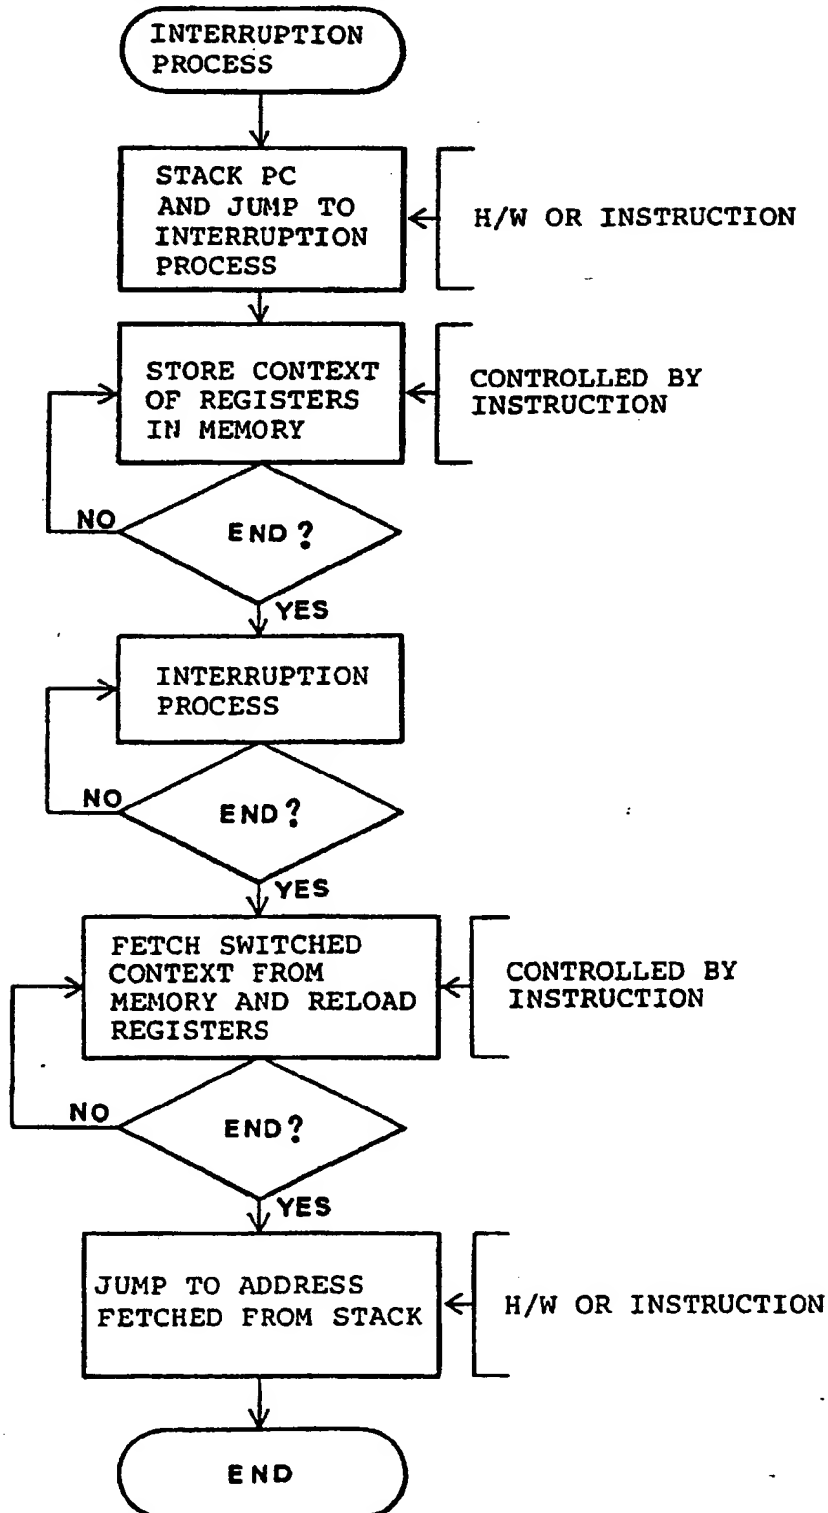 INTERRUPTION
PROCESS
STACK PC
AND JUMP TO
INTERRUPTION
PROCESS
H/W OR INSTRUCTION
STORE CONTEXT
OF REGISTERS
IN MEMORY
CONTROLLED BY
INSTRUCTION
NO
END?
YES
INTERRUPTION
PROCESS
NO
END?
YES
FETCH SWITCHED
CONTEXT FROM
MEMORY AND RELOAD
REGISTERS
CONTROLLED BY
INSTRUCTION
NO
END?
YES
JUMP TO ADDRESS
FETCHED FROM STACK
H/W OR INSTRUCTION
END